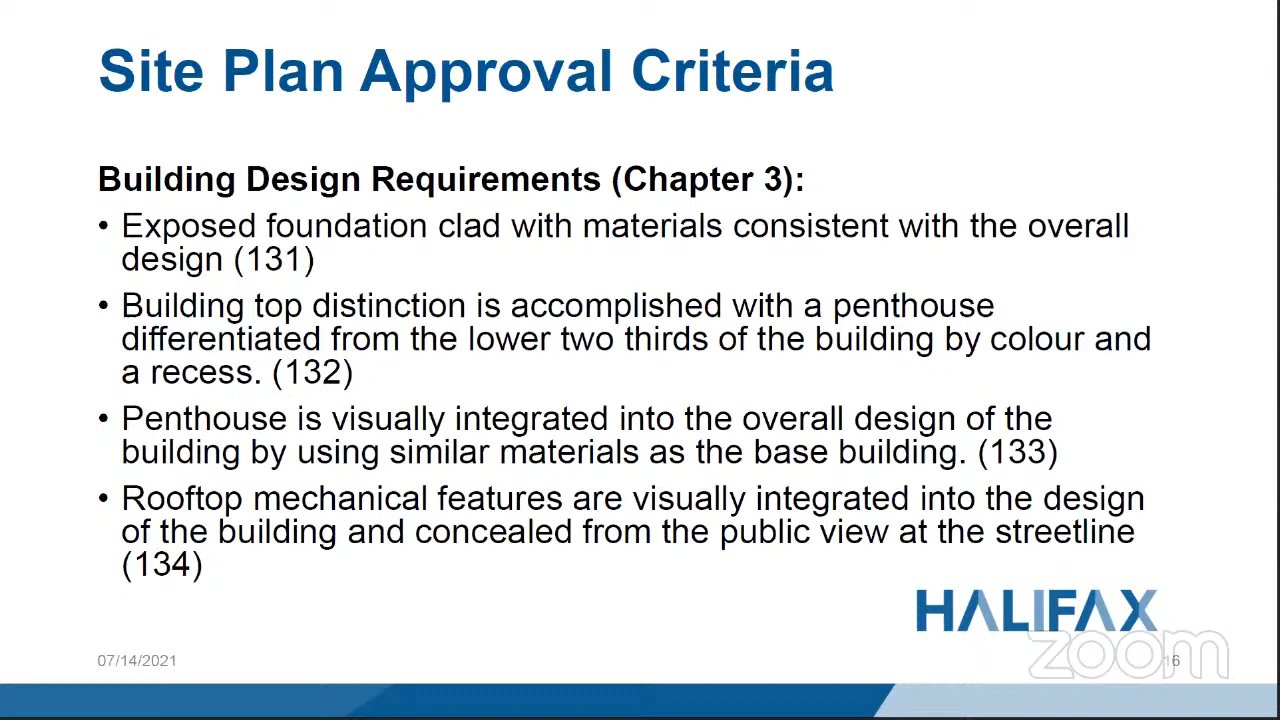 Site Plan Approval Criteria
Building Design Requirements (Chapter 3):
• Exposed foundation clad with materials consistent with the overall
design (131)
• Building top distinction is accomplished with a penthouse
differentiated from the lower two thirds of the building by colour and
a recess. (132)
• Penthouse is visually integrated into the overall design of the
building by using similar materials as the base building. (133)
• Rooftop mechanical features are visually integrated into the design
of the building and concealed from the public view at the streetline
(134)
HALIFAX
zoom
07/14/2021
16